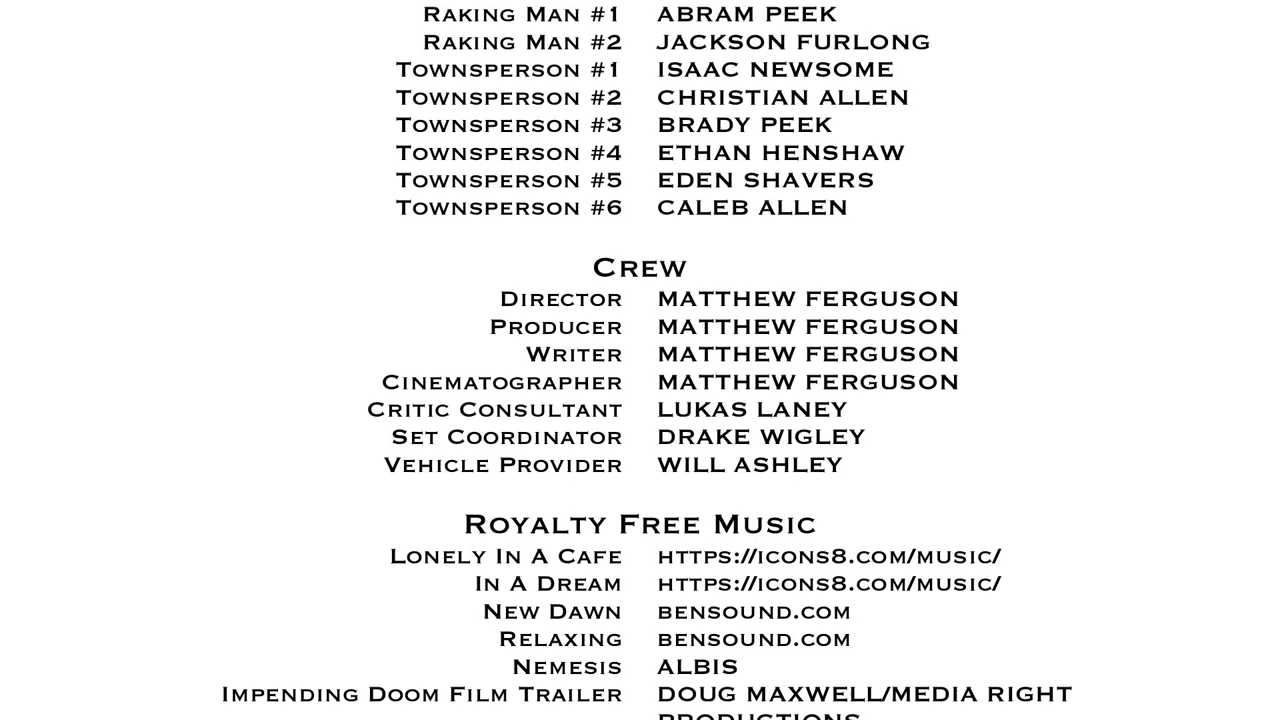 Raking Man #1 ABRAM PEEK
Raking Man #2 JACKSON FURLONG
Townsperson #1 ISAAC NEWSOME
Townsperson #2 CHRISTIAN ALLEN
Townsperson #3 BRADY PEEK
Townsperson #4 ETHAN HENSHAW
Townsperson #5 EDEN SHAVERS
Townsperson #6 CALEB ALLEN
Crew
Director MATTHEW FERGUSON
Producer MATTHEW FERGUSON
Writer MATTHEW FERGUSON
Cinematographer MATTHEW FERGUSON
Critic Consultant LUKAS LANEY
Set Coordinator DRAKE WIGLEY
Vehicle Provider WILL ASHLEY
Royalty Free Music
Lonely In A Cafe https://icons8.com/music/
In A Dream https://icons8.com/music/
New Dawn bensound.com
Relaxing bensound.com
Nemesis ALBIS
Impending Doom Film Trailer DOUG MAXWELL/MEDIA RIGHT
PRODUCTIONS